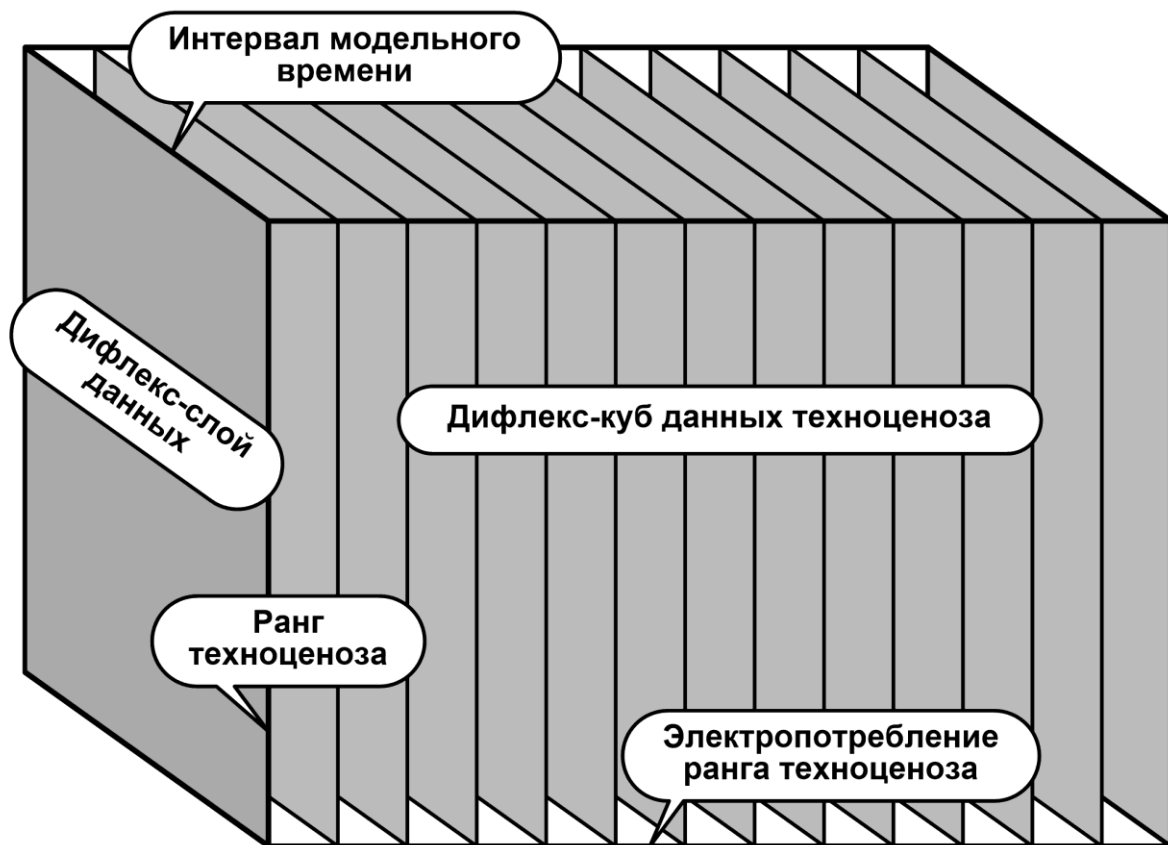 Интервал модельного
времени
Дифлекс-слой
данных
Дифлекс-куб данных техноценоза
Ранг
техноценоза
Электропотребление
ранга техноценоза